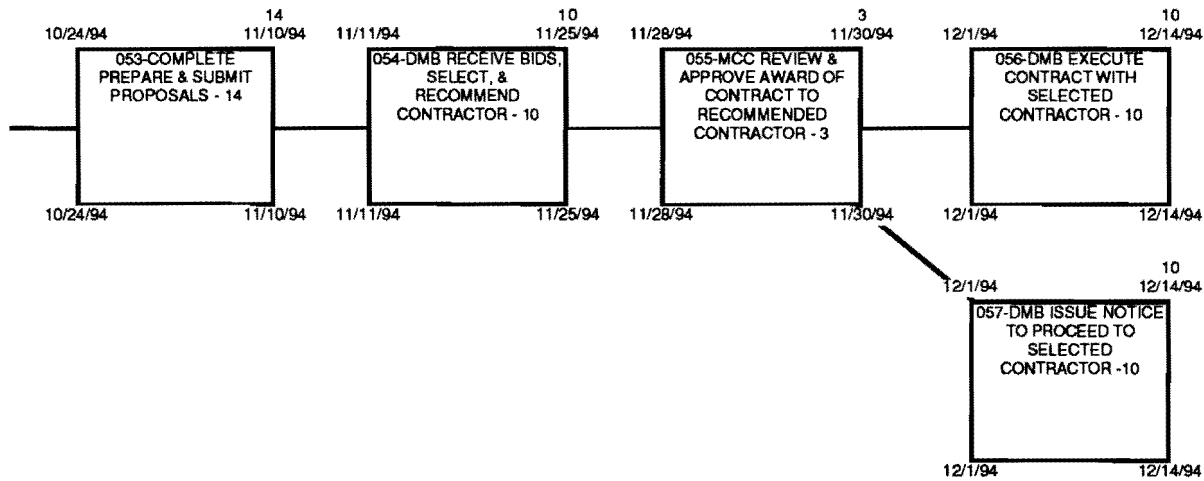 14
10
3
10
10/24/94 11/10/94 11/11/94 11/25/94 11/28/94 11/30/94 12/1/94 12/14/94
053-COMPLETE
PREPARE & SUBMIT
PROPOSALS - 14
054-DMB RECEIVE BIDS,
SELECT, &
RECOMMEND
CONTRACTOR - 10
055-MCC REVIEW &
APPROVE AWARD OF
CONTRACT TO
RECOMMENDED
CONTRACTOR - 3
056-DMB EXECUTE
CONTRACT WITH
SELECTED
CONTRACTOR - 10
10/24/94 11/10/94 11/11/94 11/25/94 11/28/94 11/30/94 12/1/94 12/14/94
10
12/1/94 12/14/94
057-DMB ISSUE NOTICE
TO PROCEED TO
SELECTED
CONTRACTOR -10
12/1/94 12/14/94